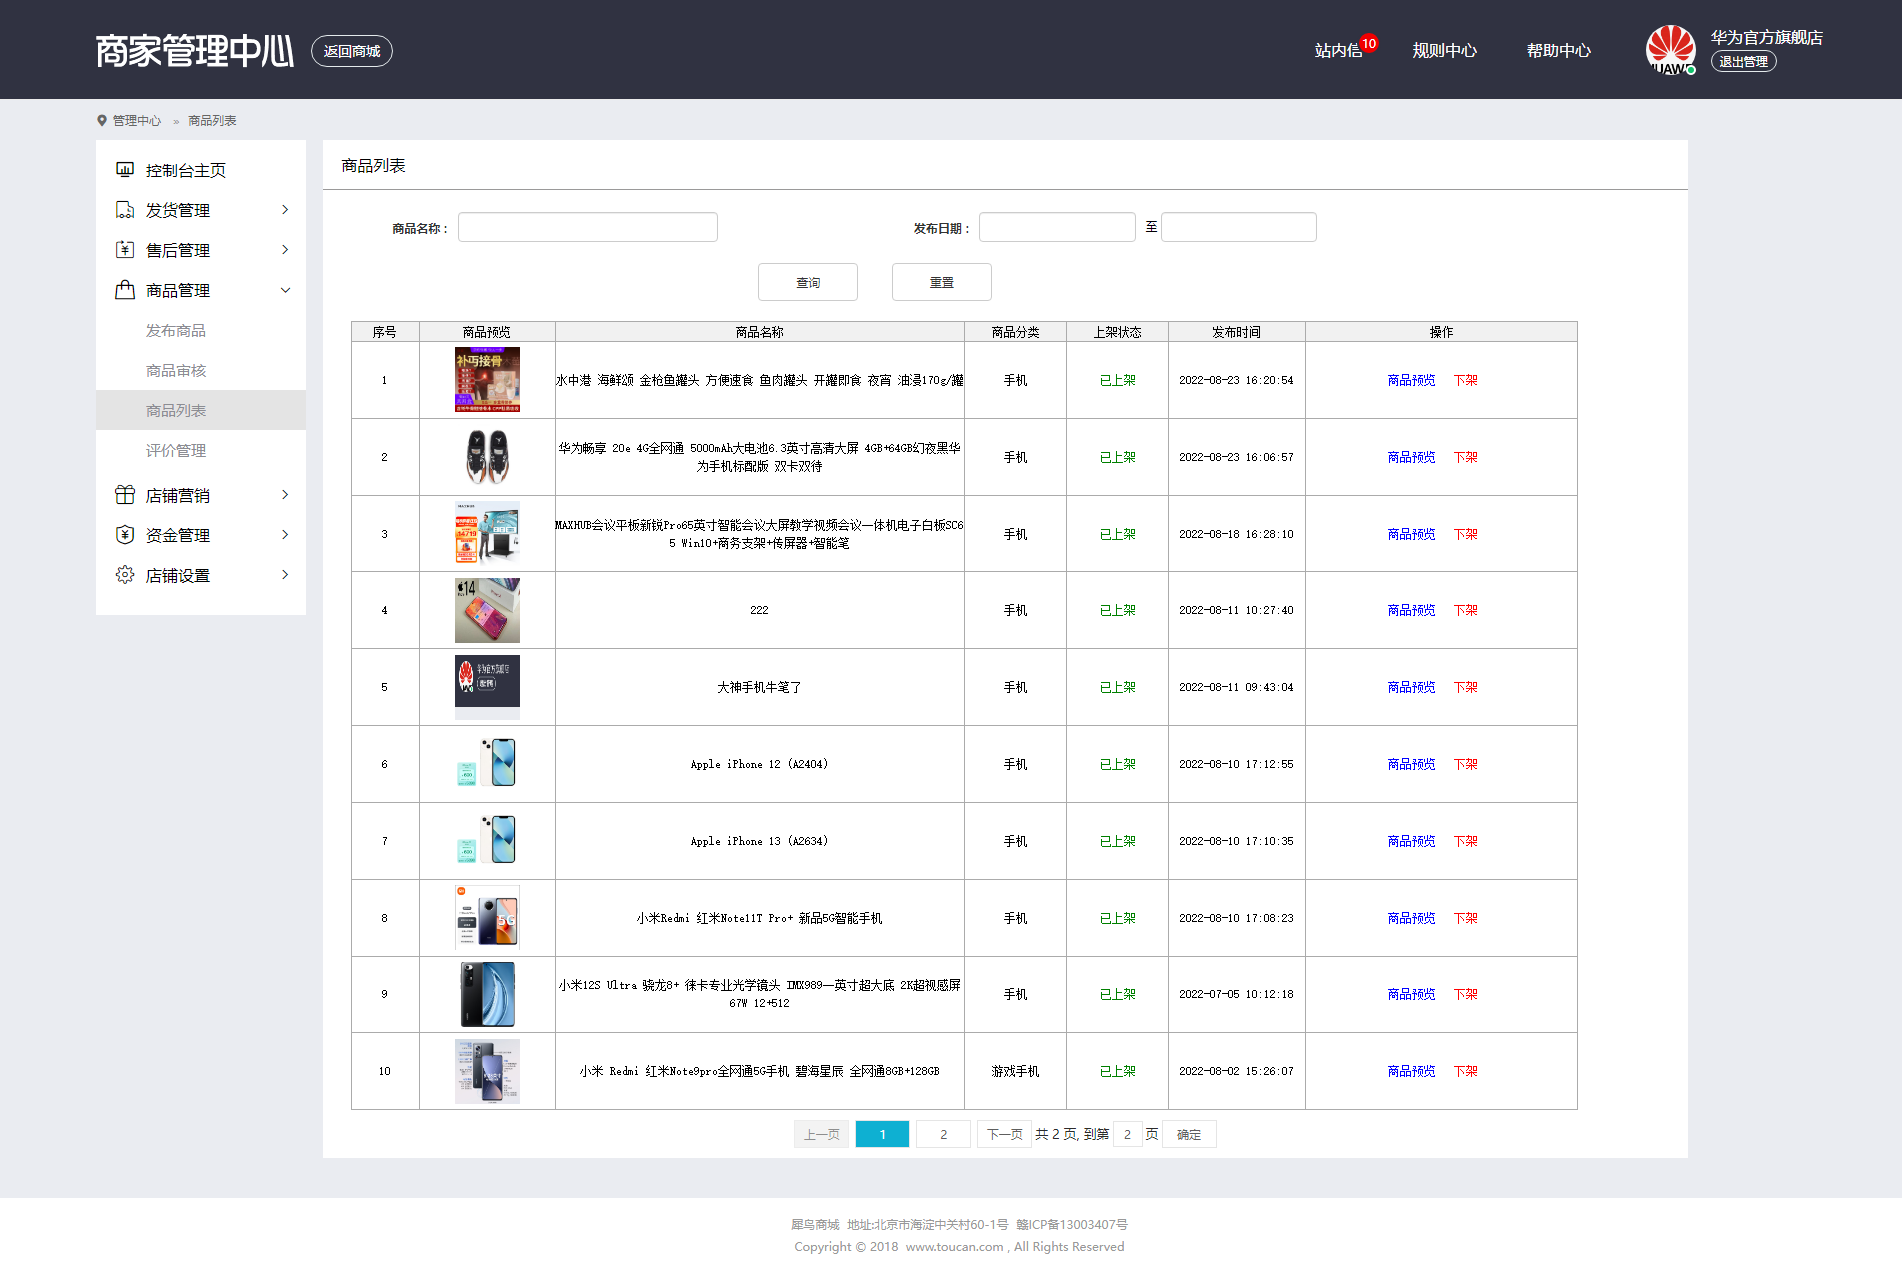 商家管理中心
返回商城
站内信 10
规则中心
帮助中心
华为官方旗舰店
退出管理
管理中心 » 商品列表
控制台主页
发货管理
售后管理
商品管理
发布商品
商品审核
商品列表
评价管理
店铺营销
资金管理
店铺设置
商品列表
商品名称：
发布日期： 至
查询 重置
序号 商品预览 商品名称 商品分类 上架状态 发布时间 操作
补丐接骨
1 水中港 海鲜颂 金枪鱼罐头 方便速食 鱼肉罐头 开罐即食 夜宵 油浸170g/罐 手机 已上架 2022-08-23 16:20:54 商品预览 下架
华为畅享 20e 4G全网通 5000mAh大电池6.3英寸高清大屏 4GB+64GB幻夜黑华
2 为手机标配版 双卡双待 手机 已上架 2022-08-23 16:06:57 商品预览 下架
MAXHUB会议平板新锐Pro65英寸智能会议大屏教学视频会议一体机电子白板SC6
3 5 Win10+商务支架+传屏器+智能笔 手机 已上架 2022-08-18 16:28:10 商品预览 下架
14719
14
4 222 手机 已上架 2022-08-11 10:27:40 商品预览 下架
5 大神手机牛笔了 手机 已上架 2022-08-11 09:43:04 商品预览 下架
6 Apple iPhone 12 (A2404) 手机 已上架 2022-08-10 17:12:55 商品预览 下架
7 Apple iPhone 13 (A2634) 手机 已上架 2022-08-10 17:10:35 商品预览 下架
8 小米Redmi 红米Note11T Pro+ 新品5G智能手机 手机 已上架 2022-08-10 17:08:23 商品预览 下架
5G
小米12S Ultra 骁龙8+ 徕卡专业光学镜头 IMX989一英寸超大底 2K超视感屏
9 67W 12+512 手机 已上架 2022-07-05 10:12:18 商品预览 下架
10 小米 Redmi 红米Note9pro全网通5G手机 碧海星辰 全网通8GB+128GB 游戏手机 已上架 2022-08-02 15:26:07 商品预览 下架
上一页 1 2 下一页 共 2 页, 到第 2 页 确定
犀鸟商城 地址:北京市海淀中关村60-1号 赣ICP备13003407号
Copyright © 2018 www.toucan.com , All Rights Reserved